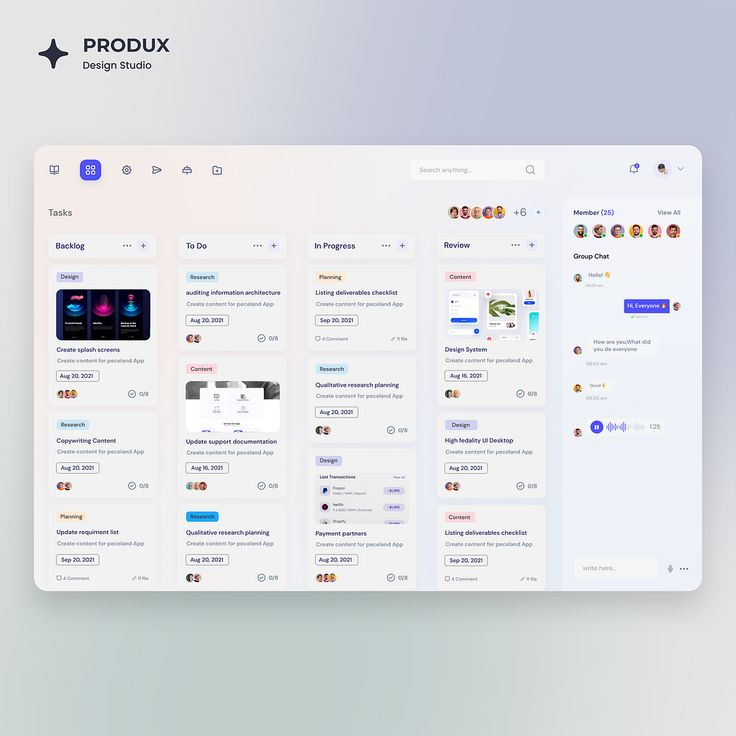 PRODUX
Design Studio
Search anything..
Tasks
+6
+
Backlog
Design
Create splash screens
Create content for peceland App
Aug 20, 2021
0/8
Research
Copywriting Content
Create content for peceland App
Aug 20, 2021
0/8
Planning
Update requiment list
Create content for peceland App
Sep 20, 2021
4 Comment
11 file
To Do
Research
auditing information architecture
Create content for peceland App
Aug 20, 2021
0/8
Content
Update support documentation
Create content for peceland App
Aug 16, 2021
0/8
Research
Qualitative research planning
Create content for peceland App
Aug 20, 2021
0/8
In Progress
Planning
Listing deliverables checklist
Create content for peceland App
Sep 20, 2021
4 Comment
11 file
Research
Qualitative research planning
Create content for peceland App
Aug 20, 2021
0/8
Design
Last Transactions
View all
Paypal
-$1,890
Netflix
-$1,890
Shopify
Payment partners
Create content for peceland App
Aug 20, 2021
0/8
Review
Content
Design System
Create content for peceland App
Aug 16, 2021
0/8
Design
High fedality UI Desktop
Create content for peceland App
Aug 20, 2021
0/8
Content
Listing deliverables checklist
Create content for peceland App
Sep 20, 2021
4 Comment
11 file
Member (25)
View All
Group Chat
Hello! 👋
Hi, Everyone 🔥
How are you,What did
you do everyone
08.03 am
Good
08.05 am
1:25
write here..